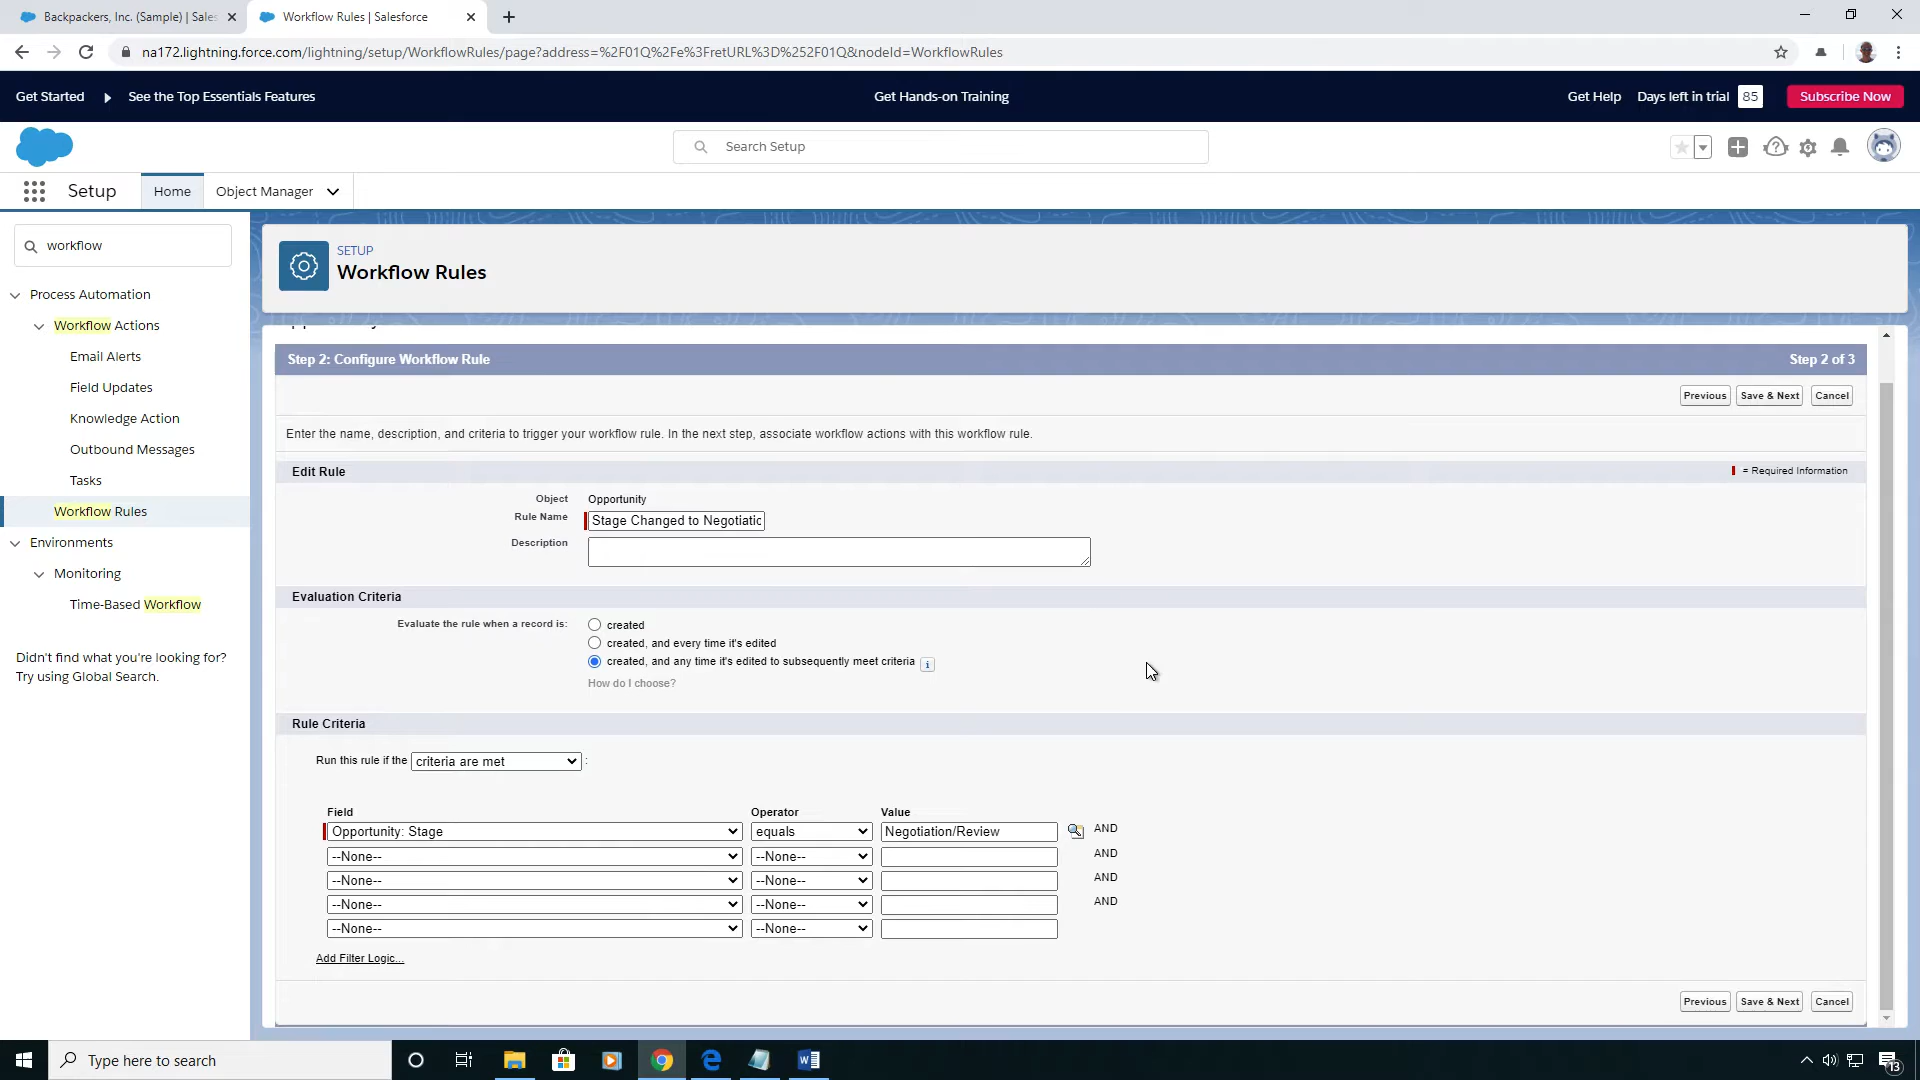 Backpackers, Inc. (Sample) | Sales
Workflow Rules | Salesforce
na172.lightning.force.com/lightning/setup/WorkflowRules/page?address=%2F01Q%2Fe%3FretURL%3D%252F01Q&nodeId=WorkflowRules
Get Started
See the Top Essentials Features
Get Hands-on Training
Get Help
Days left in trial 85
Subscribe Now
Search Setup
Setup
Home
Object Manager
workflow
SETUP
Workflow Rules
Process Automation
Workflow Actions
Email Alerts
Field Updates
Knowledge Action
Outbound Messages
Tasks
Workflow Rules
Environments
Monitoring
Time-Based Workflow
Didn't find what you're looking for?
Try using Global Search.
Step 2: Configure Workflow Rule
Step 2 of 3
Previous
Save & Next
Cancel
Enter the name, description, and criteria to trigger your workflow rule. In the next step, associate workflow actions with this workflow rule.
Edit Rule
= Required Information
Object Opportunity
Rule Name Stage Changed to Negotiatic
Description
Evaluation Criteria
Evaluate the rule when a record is: created
created, and every time it's edited
created, and any time it's edited to subsequently meet criteria i
How do I choose?
Rule Criteria
Run this rule if the criteria are met :
Field Operator Value
Opportunity: Stage equals Negotiation/Review AND
--None-- --None-- AND
--None-- --None-- AND
--None-- --None-- AND
--None-- --None--
Add Filter Logic...
Previous
Save & Next
Cancel
Type here to search
13